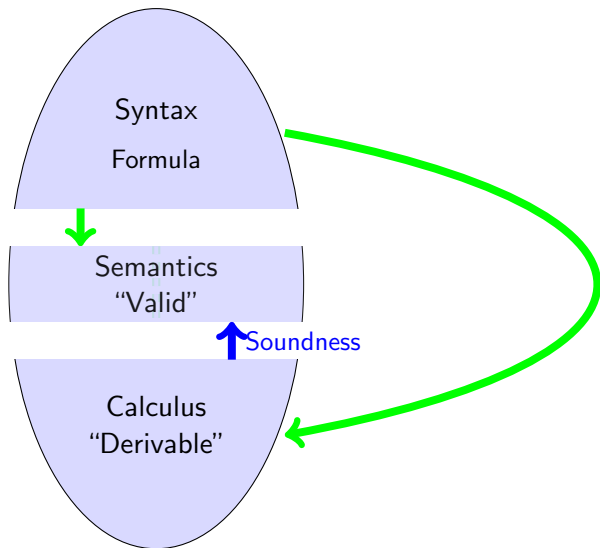 Syntax
Formula
Semantics
“Valid”
Soundness
Calculus
“Derivable”